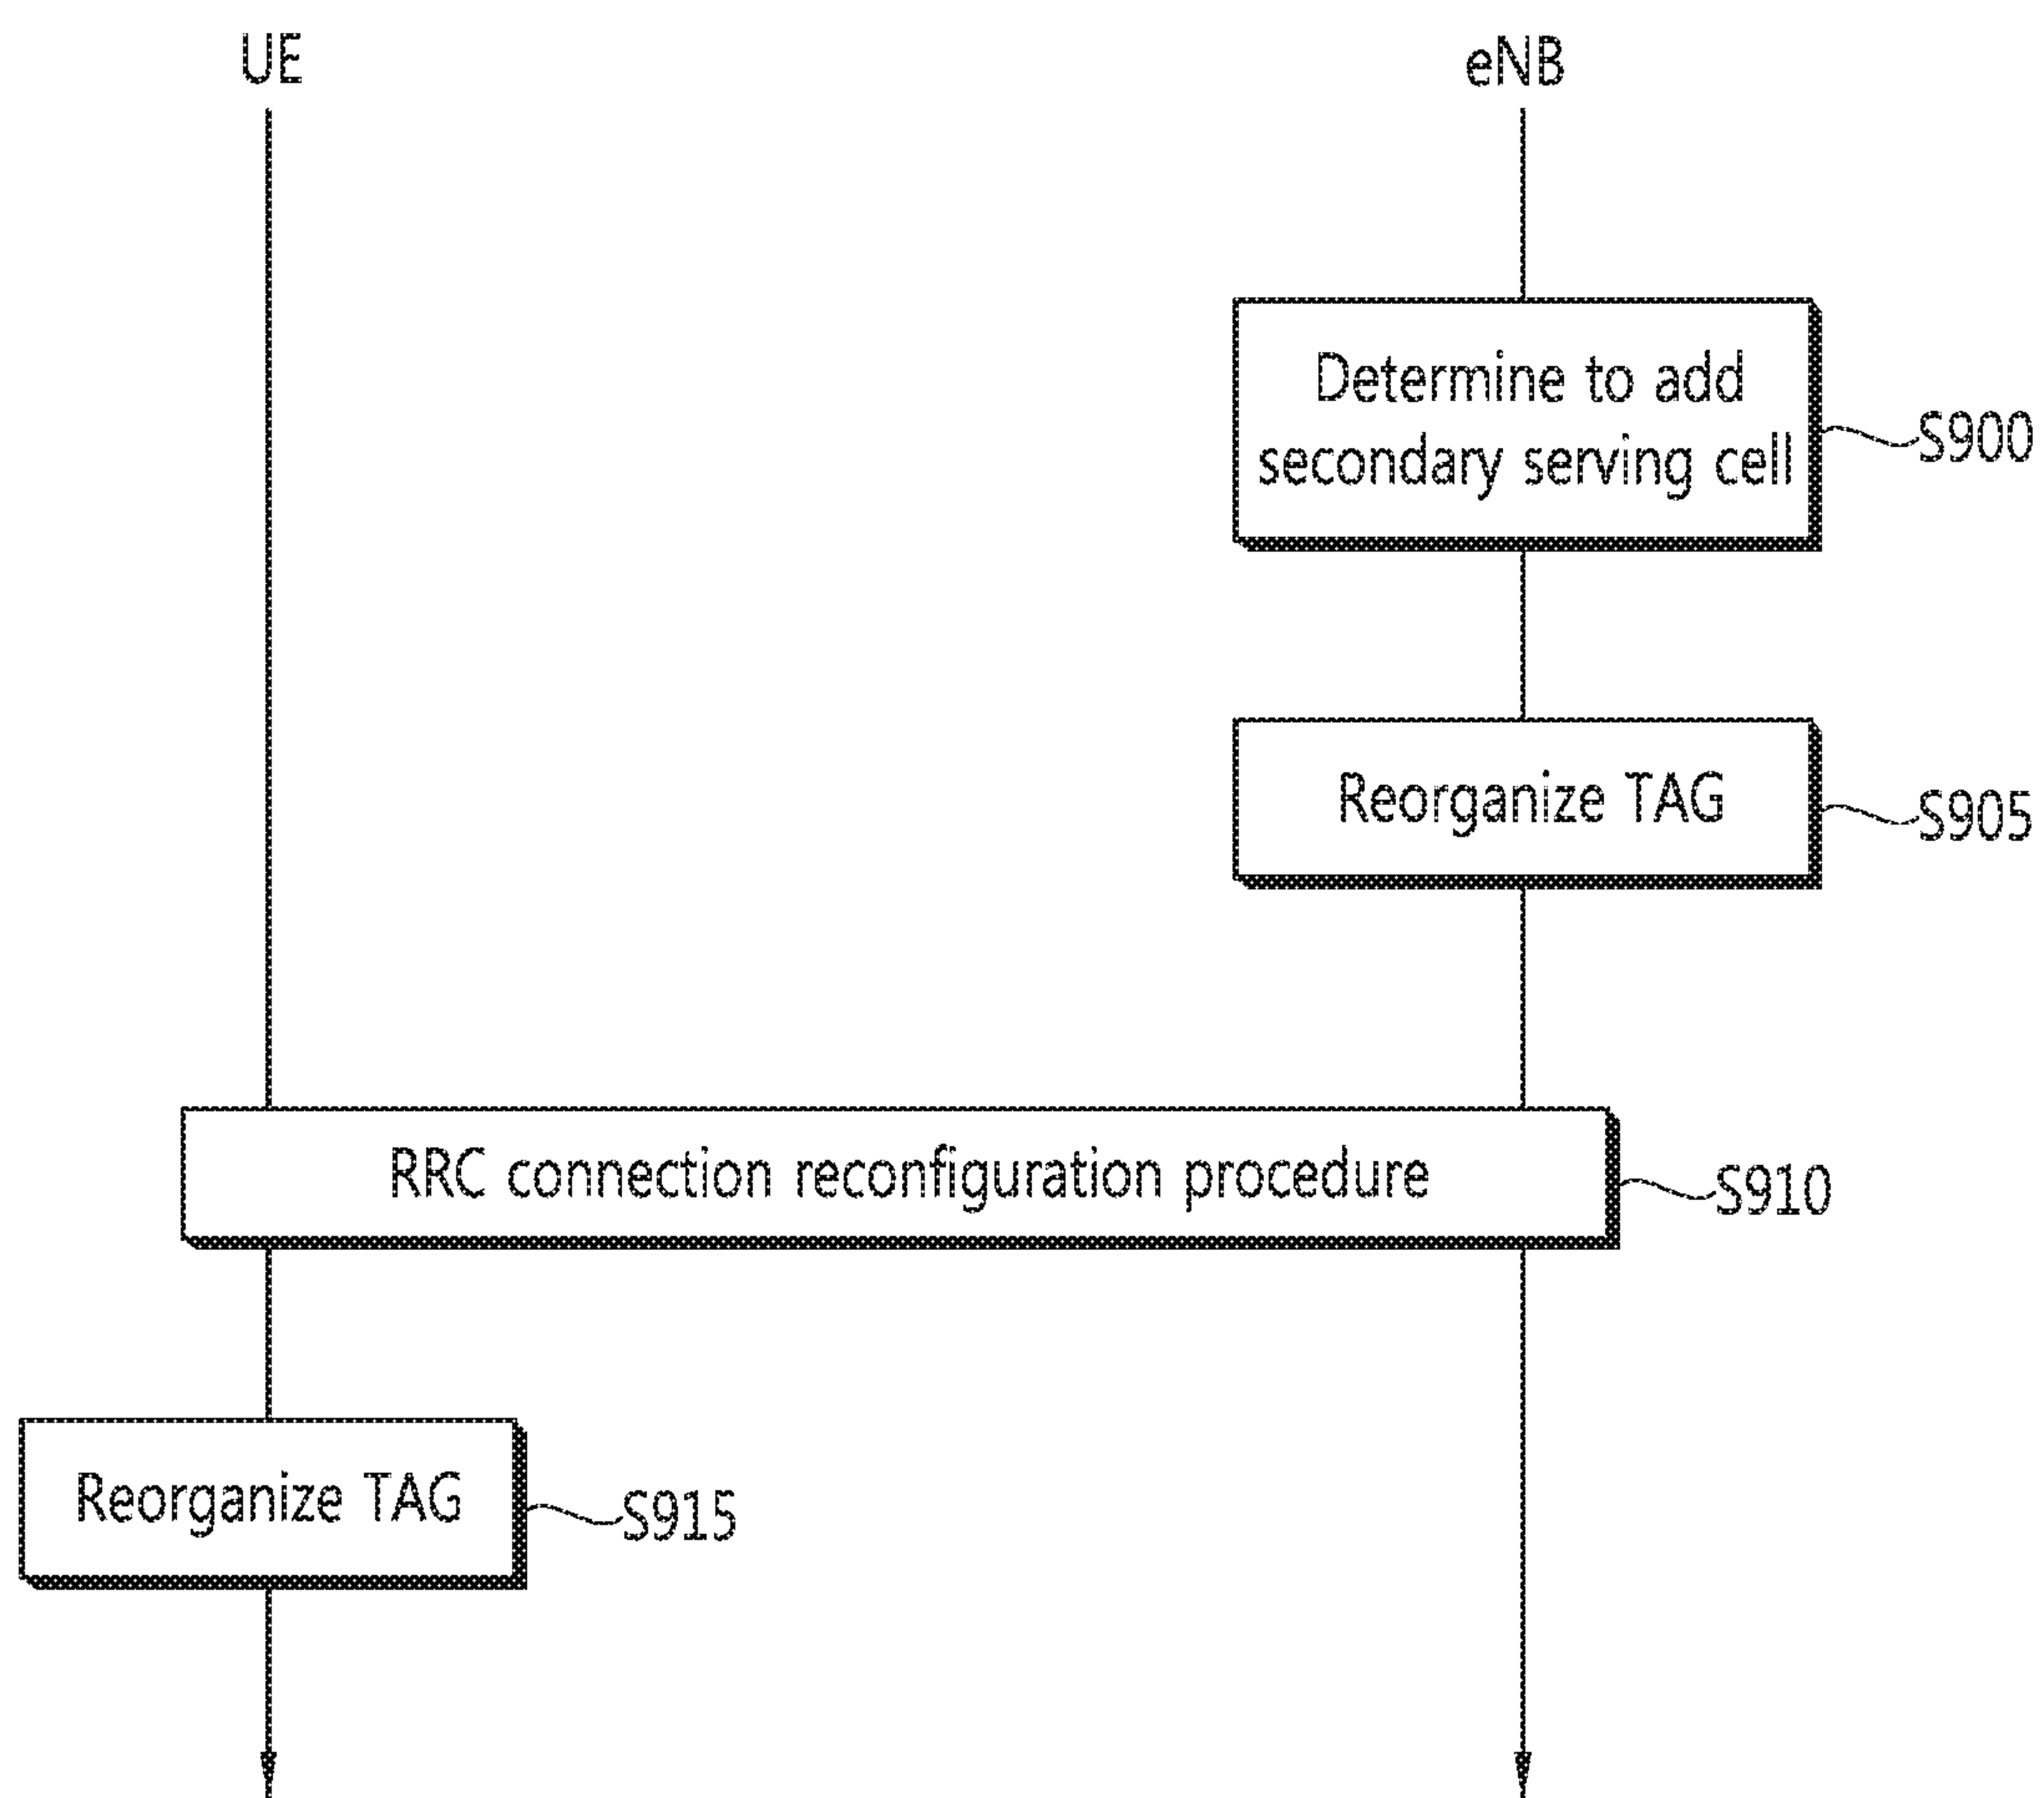 UE
eNB
Determine to add
secondary serving cell
S900
Reorganize TAG
S905
RRC connection reconfiguration procedure
S910
Reorganize TAG
S915